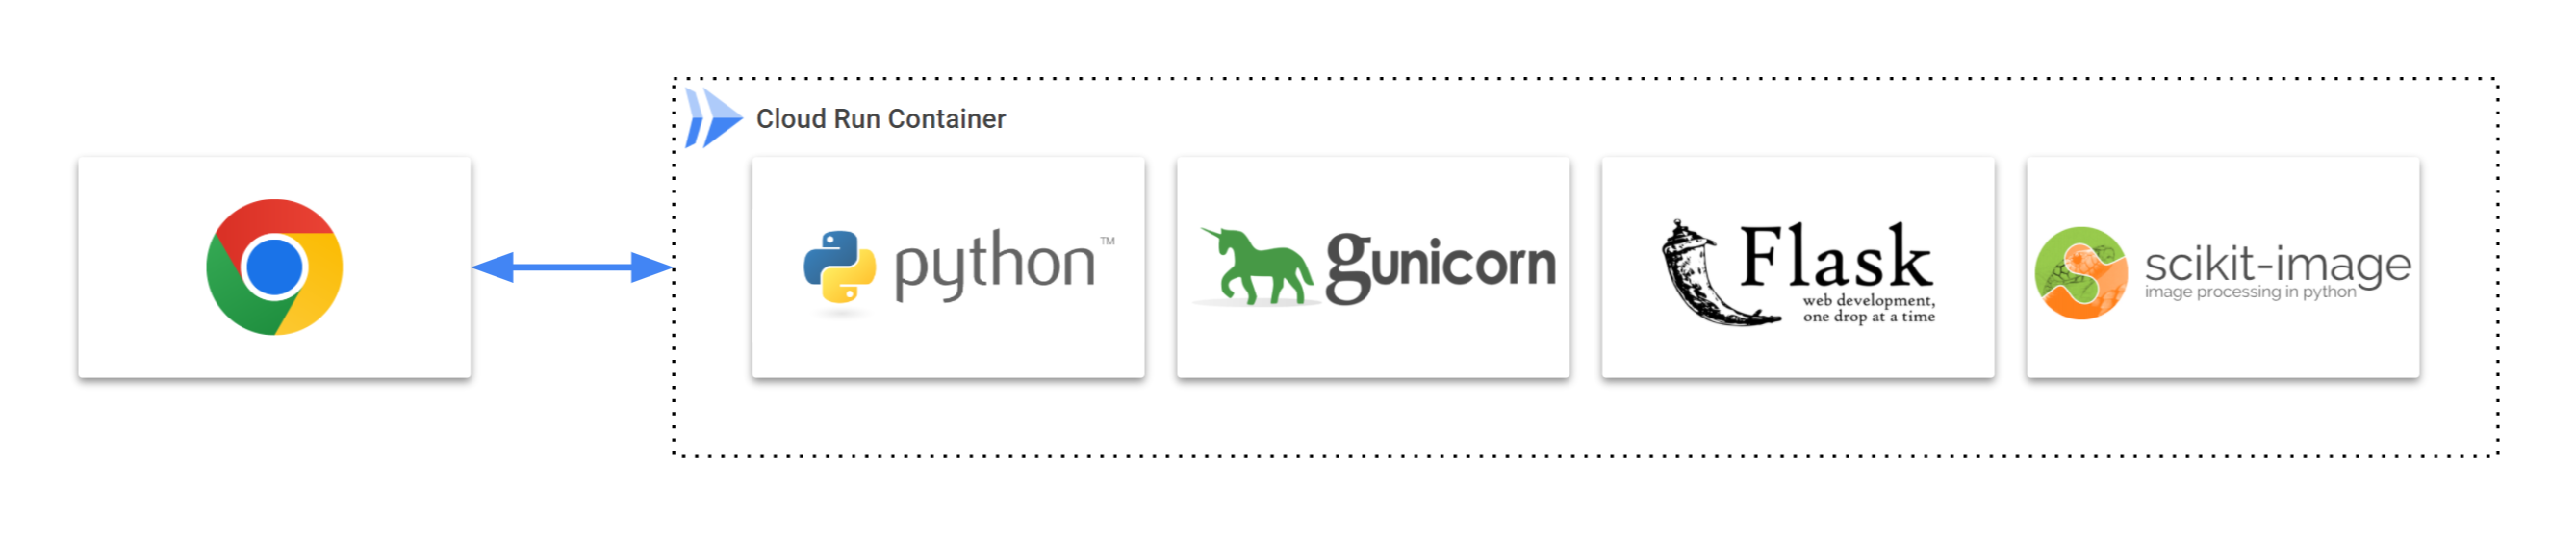 Cloud Run Container
python™
gunicorn
Flask
web development,
one drop at a time
scikit-image
image processing in python